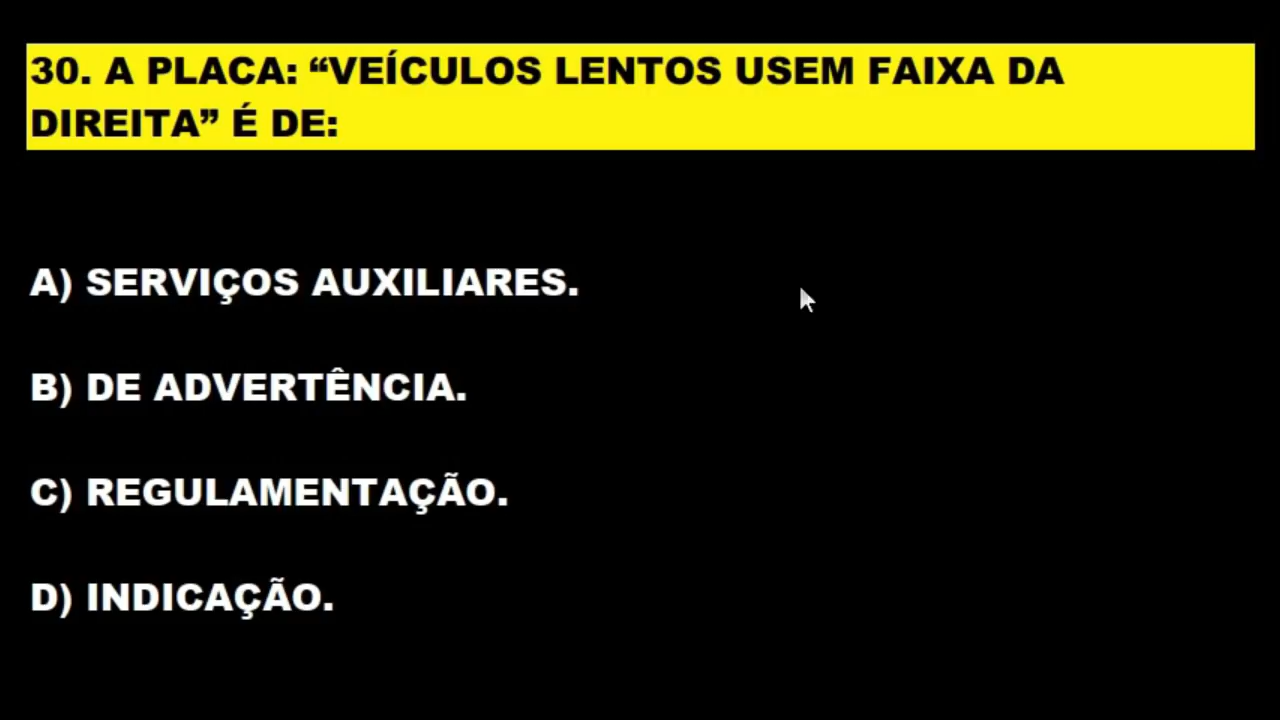 30. A PLACA: “VEÍCULOS LENTOS USEM FAIXA DA
DIREITA” É DE:
A) SERVIÇOS AUXILIARES.
B) DE ADVERTÊNCIA.
C) REGULAMENTAÇÃO.
D) INDICAÇÃO.